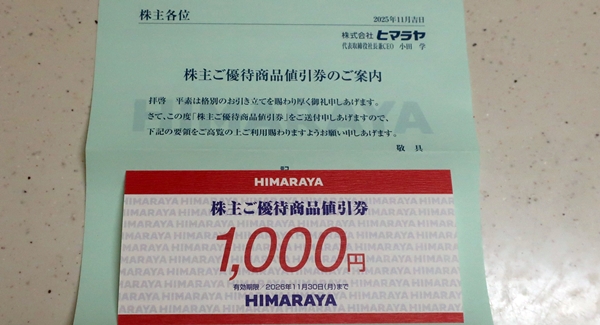 株主各位
2025年11月吉日
株式会社 ヒマラヤ
代表取締役社長兼CEO 小田 学
株主ご優待商品値引券のご案内
拝啓 平素は格別のお引き立てを賜わり厚く御礼申しあげます。
さて、この度「株主ご優待商品値引券」をご送付申しあげますので、
下記の要領をご高覧の上ご利用賜わりますようお願い申しあげます。
敬具
HIMARAYA
株主ご優待商品値引券
1,000円
有効期限/2026年11月30日(月)まで
HIMARAYA